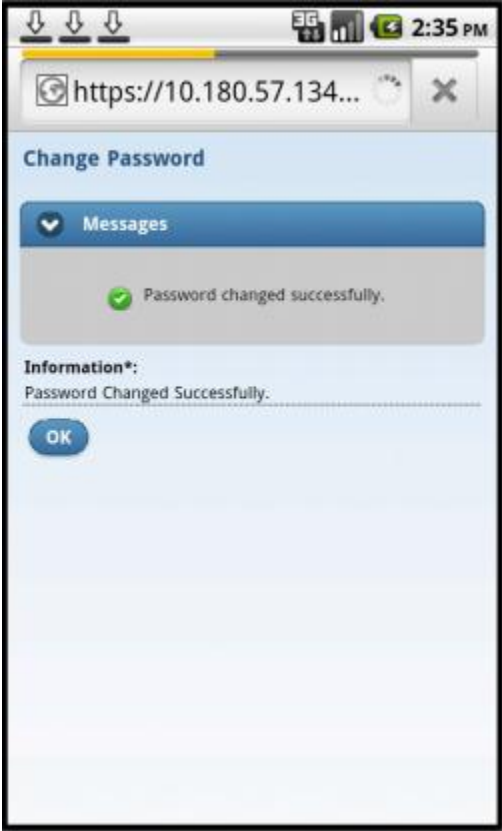 3G 2:35 PM
https://10.180.57.134...
Change Password
Messages
Password changed successfully.
Information*:
Password Changed Successfully.
OK